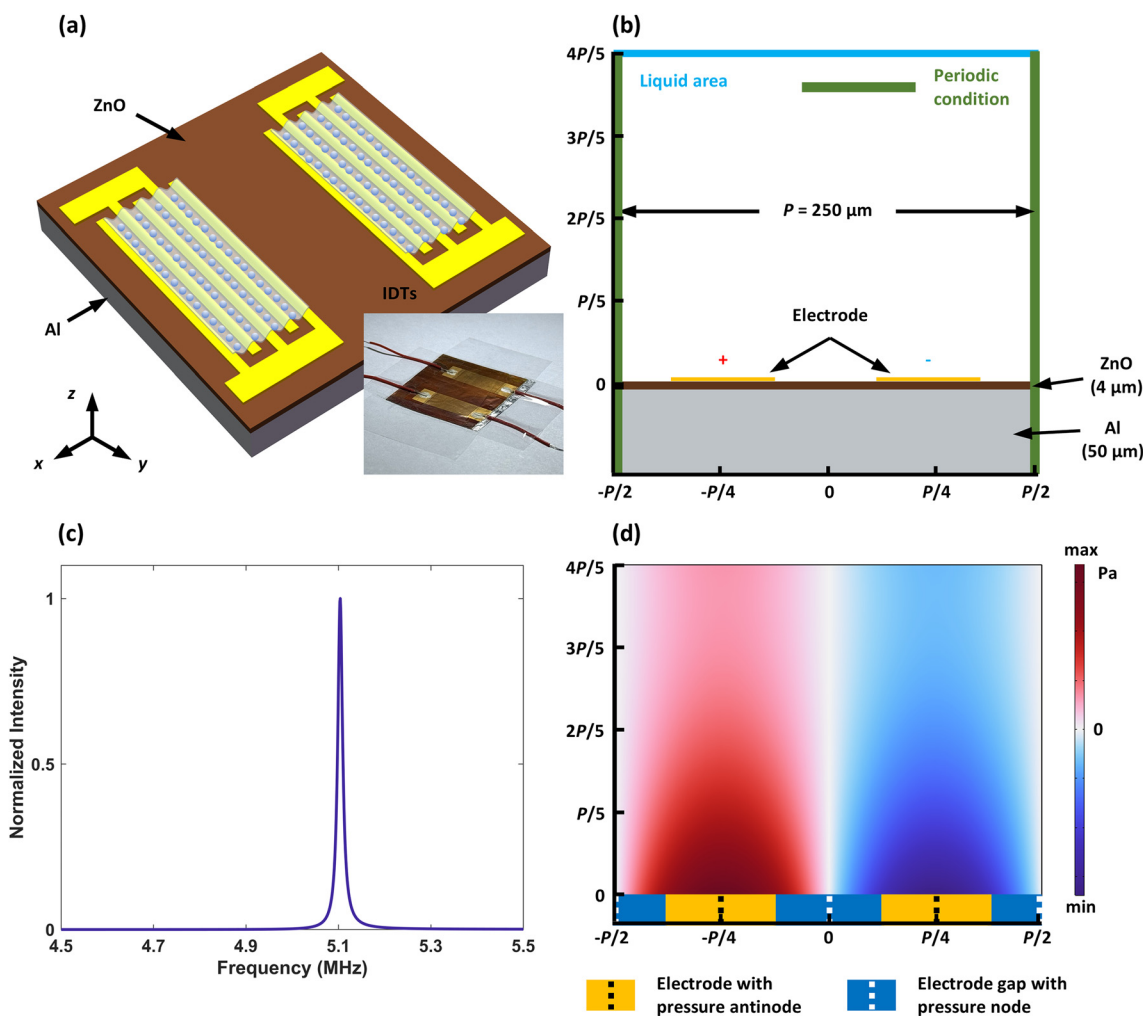 (a)
ZnO
Al
IDTs
z
x
y
(b)
4P/5
3P/5
2P/5
P/5
0
Liquid area
Periodic
condition
P = 250 µm
Electrode
+
-
ZnO
(4 µm)
Al
(50 µm)
-P/2
-P/4
0
P/4
P/2
(c)
Normalized Intensity
1
0.5
0
4.5
4.7
4.9
5.1
5.3
5.5
Frequency (MHz)
(d)
4P/5
3P/5
2P/5
P/5
0
-P/2
-P/4
0
P/4
P/2
max
Pa
0
min
Electrode with
pressure antinode
Electrode gap with
pressure node